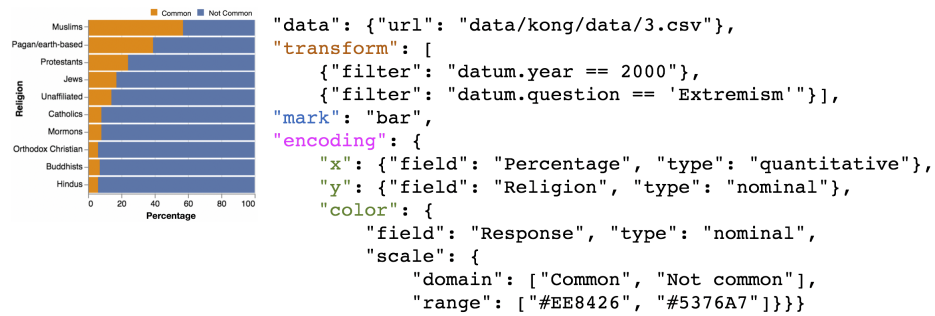 Common Not Common
Muslims
Pagan/earth-based
Protestants
Jews
Unaffiliated
Catholics
Mormons
Orthodox Christian
Buddhists
Hindus
Religion
0 20 40 60 80 100
Percentage
"data": {"url": "data/kong/data/3.csv"},
"transform": [
{"filter": "datum.year == 2000"},
{"filter": "datum.question == 'Extremism'"}],
"mark": "bar",
"encoding": {
"x": {"field": "Percentage", "type": "quantitative"},
"y": {"field": "Religion", "type": "nominal"},
"color": {
"field": "Response", "type": "nominal",
"scale": {
"domain": ["Common", "Not common"],
"range": ["#EE8426", "#5376A7"]}}}